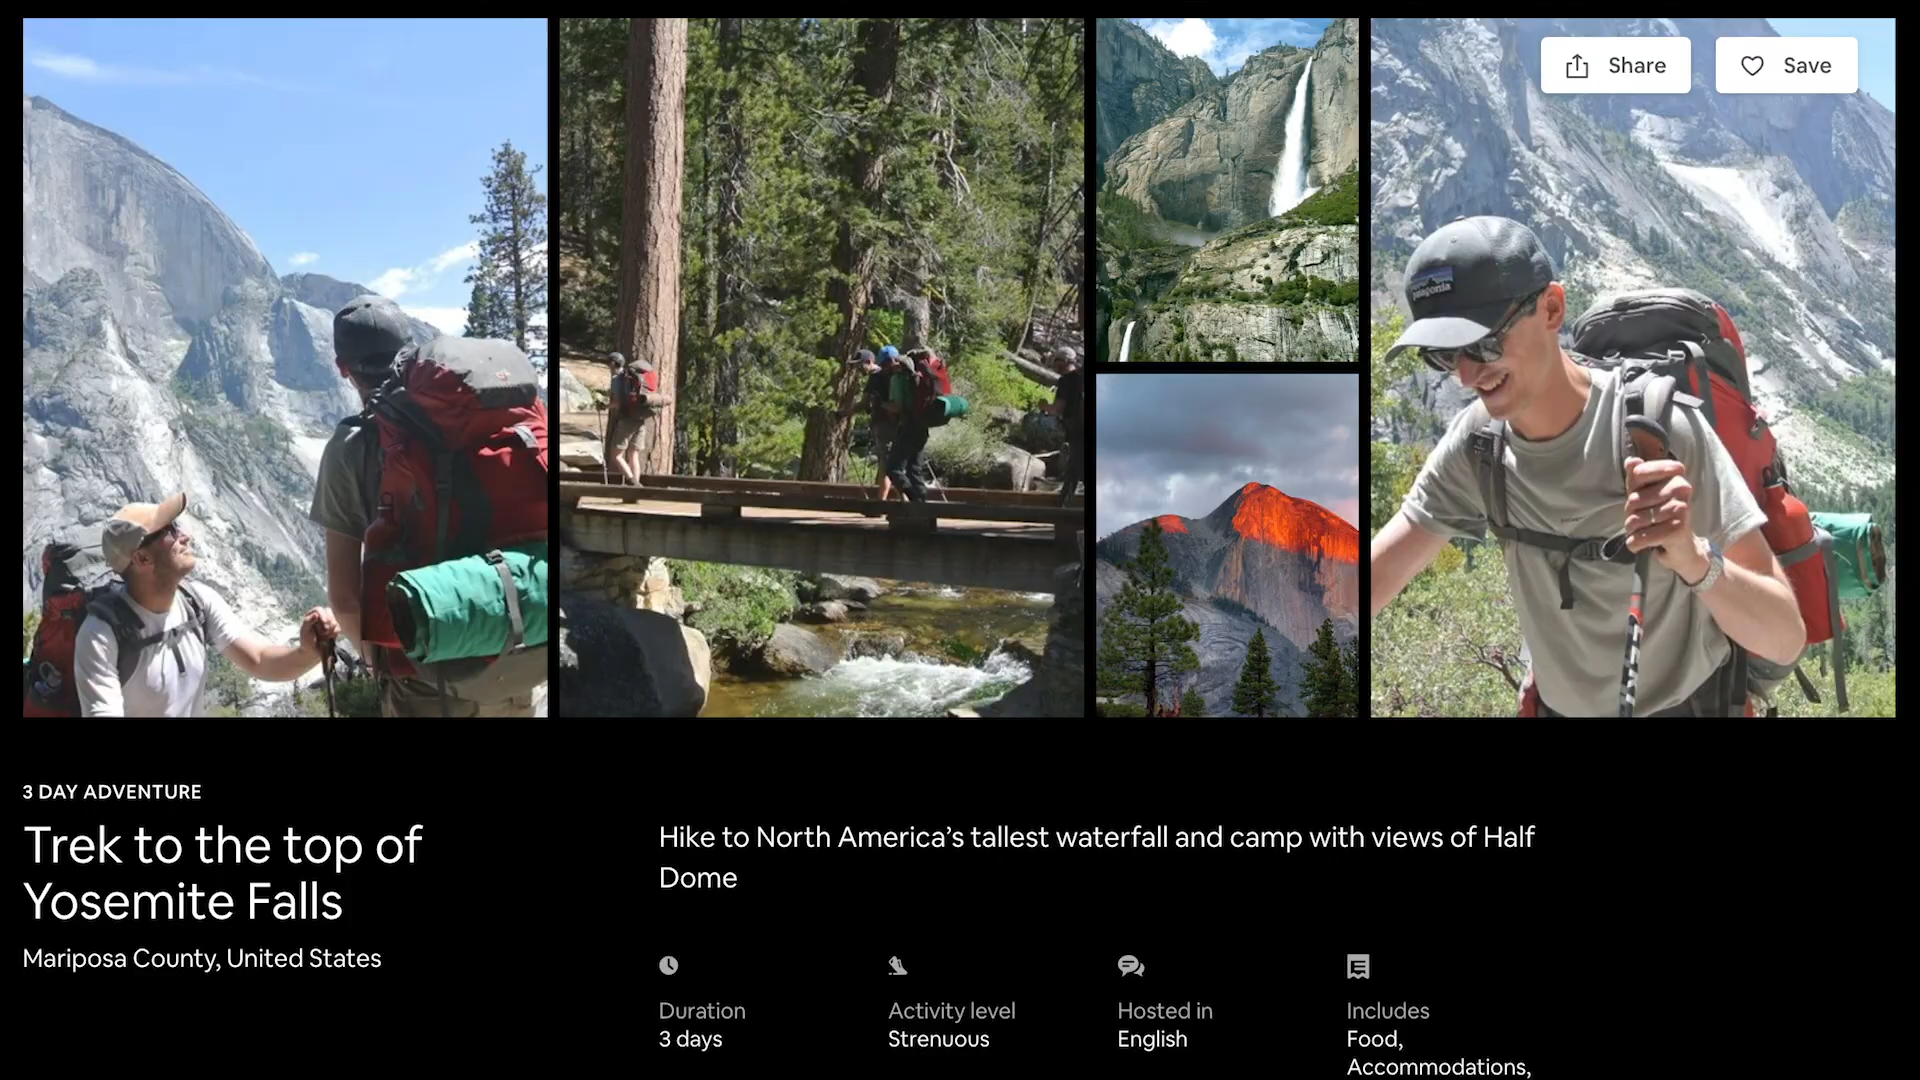 Share
Save
patagonia
3 DAY ADVENTURE
Trek to the top of
Yosemite Falls
Mariposa County, United States
Hike to North America’s tallest waterfall and camp with views of Half
Dome
Duration
3 days
Activity level
Strenuous
Hosted in
English
Includes
Food,
Accommodations,